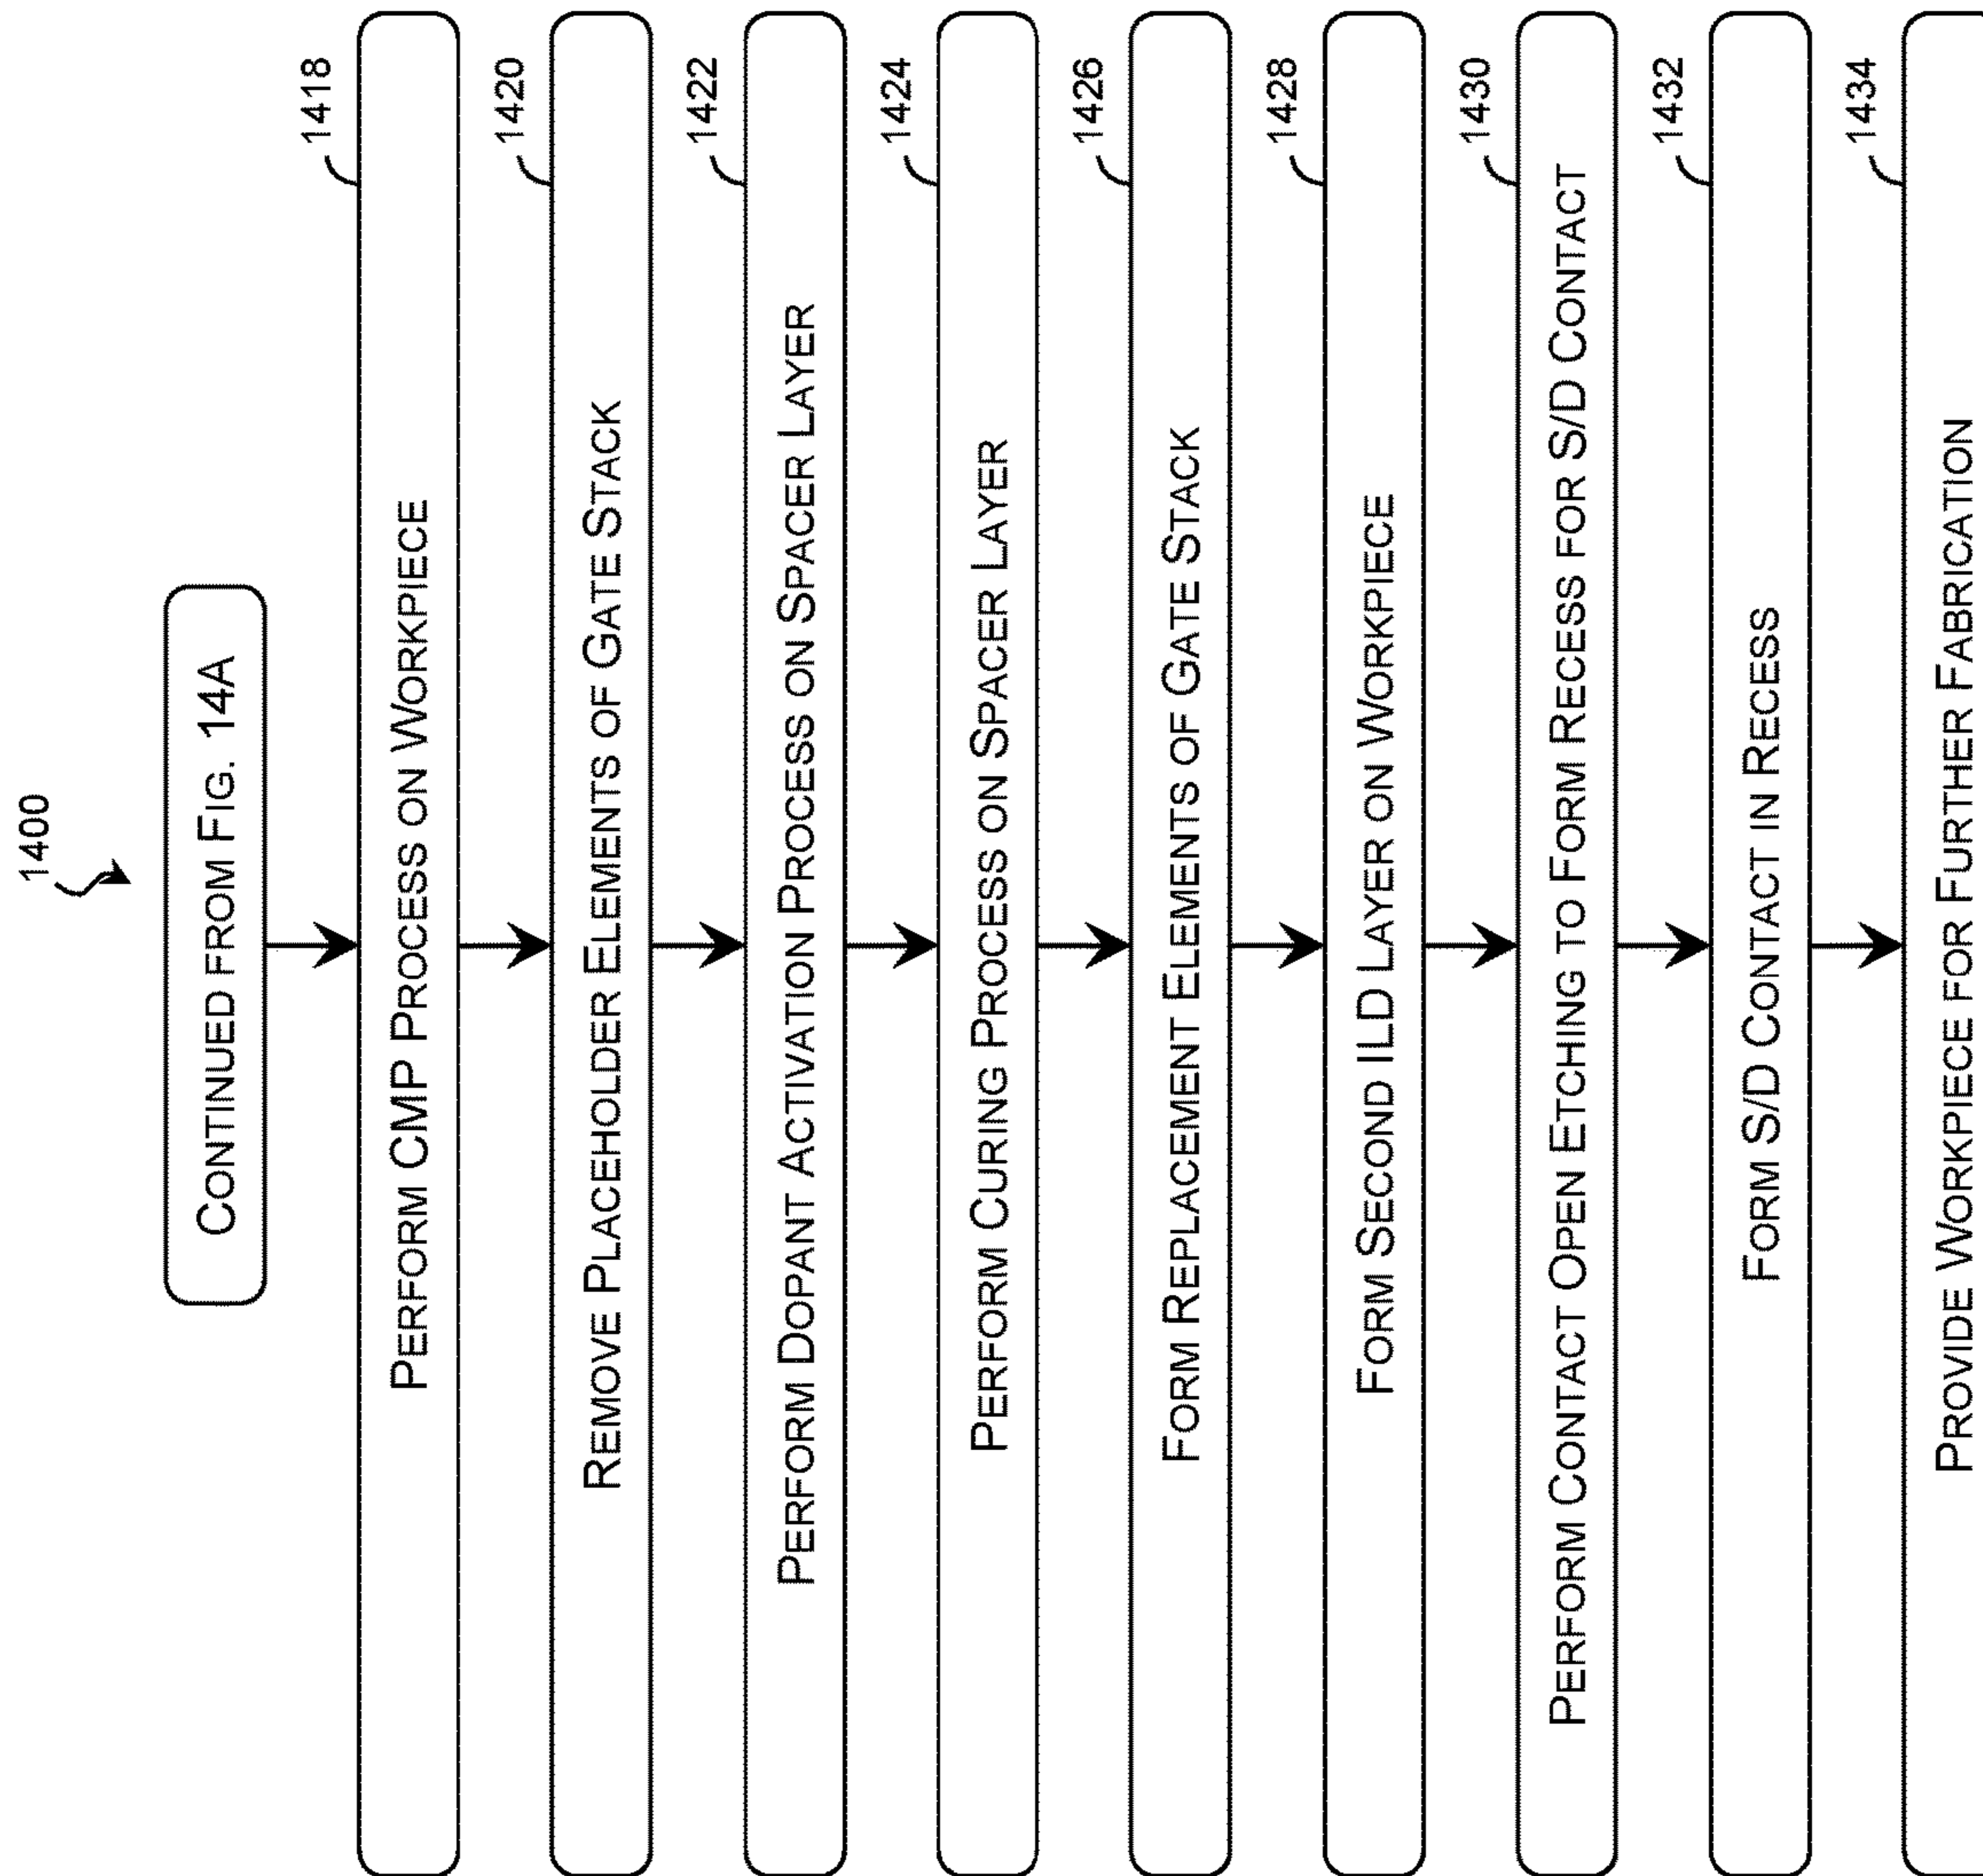 1400
CONTINUED FROM FIG. 14A
1418
PERFORM CMP PROCESS ON WORKPIECE
1420
REMOVE PLACEHOLDER ELEMENTS OF GATE STACK
1422
PERFORM DOPANT ACTIVATION PROCESS ON SPACER LAYER
1424
PERFORM CURING PROCESS ON SPACER LAYER
1426
FORM REPLACEMENT ELEMENTS OF GATE STACK
1428
FORM SECOND ILD LAYER ON WORKPIECE
1430
PERFORM CONTACT OPEN ETCHING TO FORM RECESS FOR S/D CONTACT
1432
FORM S/D CONTACT IN RECESS
1434
PROVIDE WORKPIECE FOR FURTHER FABRICATION